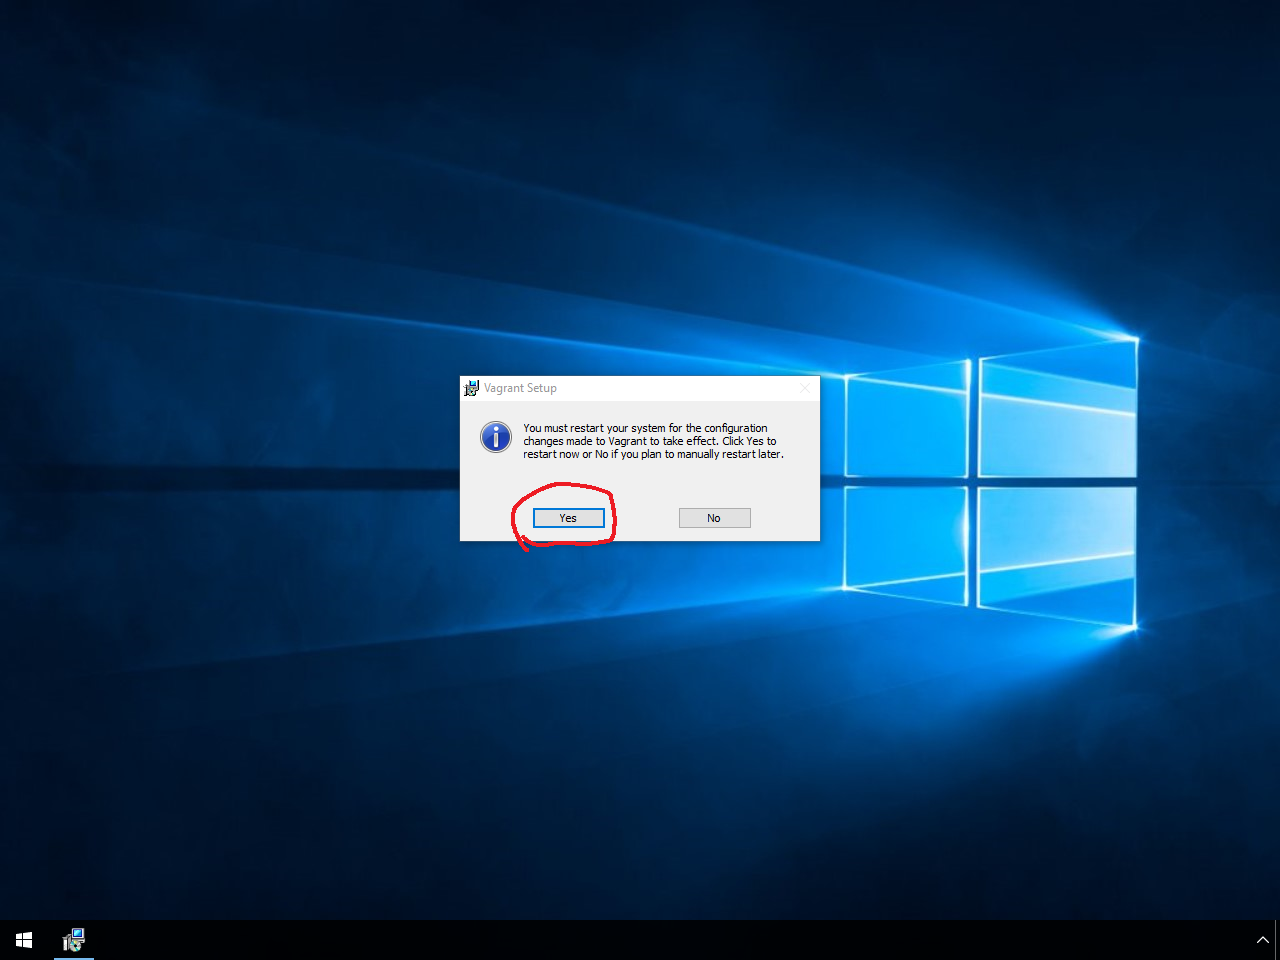 Vagrant Setup
You must restart your system for the configuration
changes made to Vagrant to take effect. Click Yes to
restart now or No if you plan to manually restart later.
Yes No